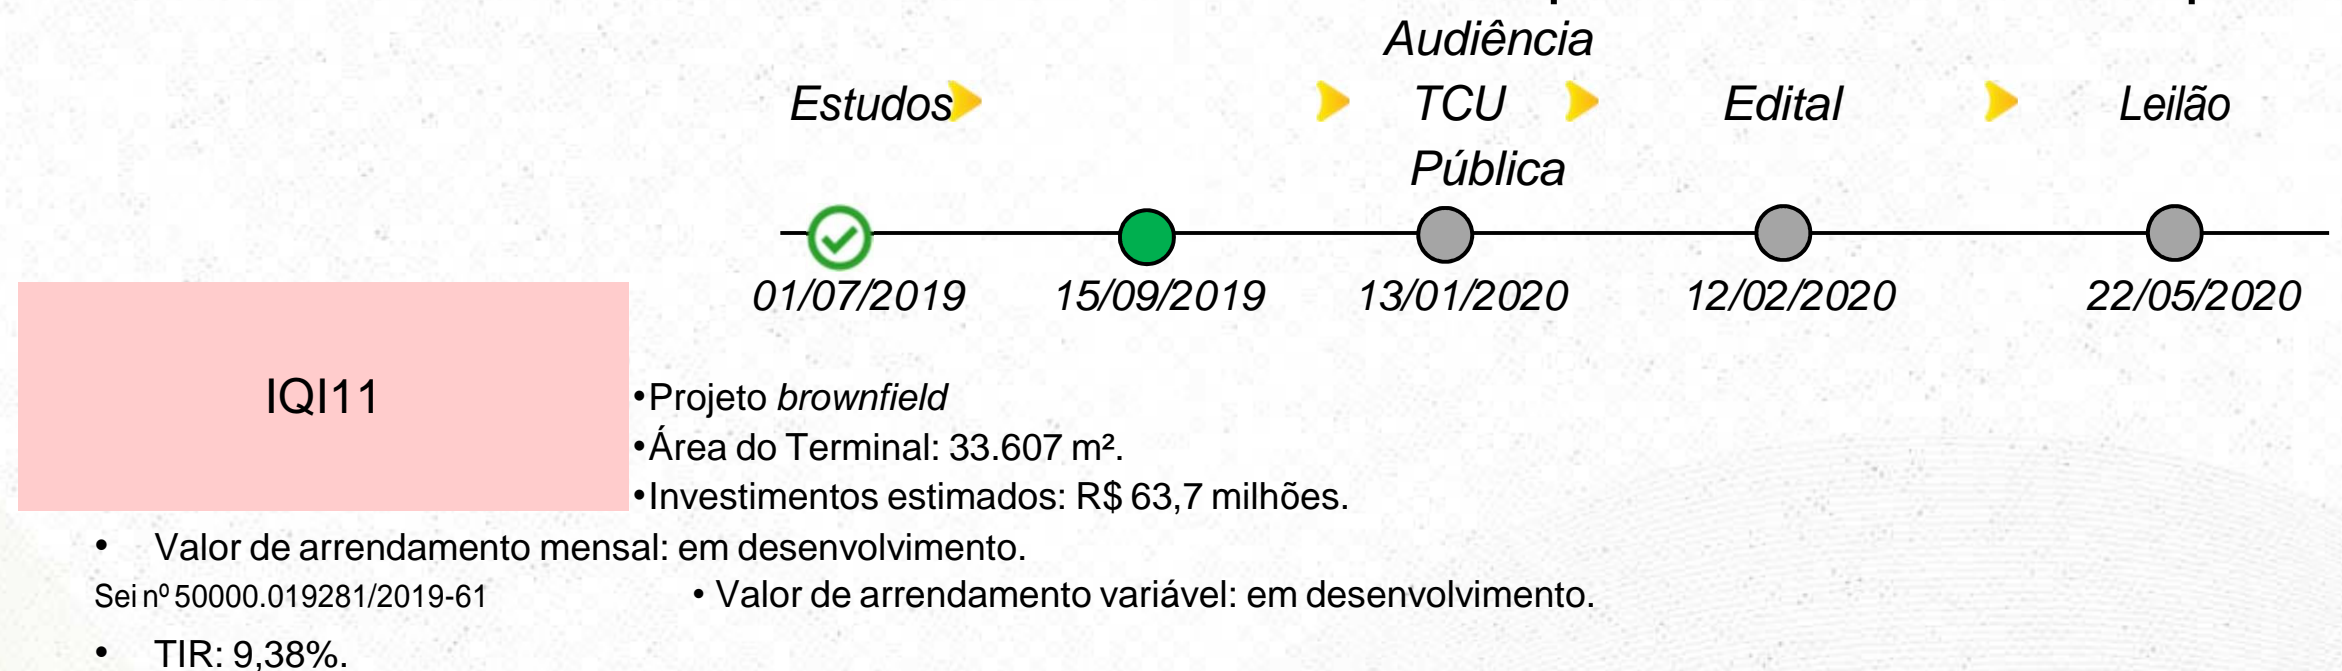 Audiência
Estudos TCU Edital Leilão
Pública
01/07/2019 15/09/2019 13/01/2020 12/02/2020 22/05/2020
IQI11
•Projeto brownfield
•Área do Terminal: 33.607 m².
•Investimentos estimados: R$ 63,7 milhões.
• Valor de arrendamento mensal: em desenvolvimento.
Sei nº 50000.019281/2019-61 • Valor de arrendamento variável: em desenvolvimento.
• TIR: 9,38%.